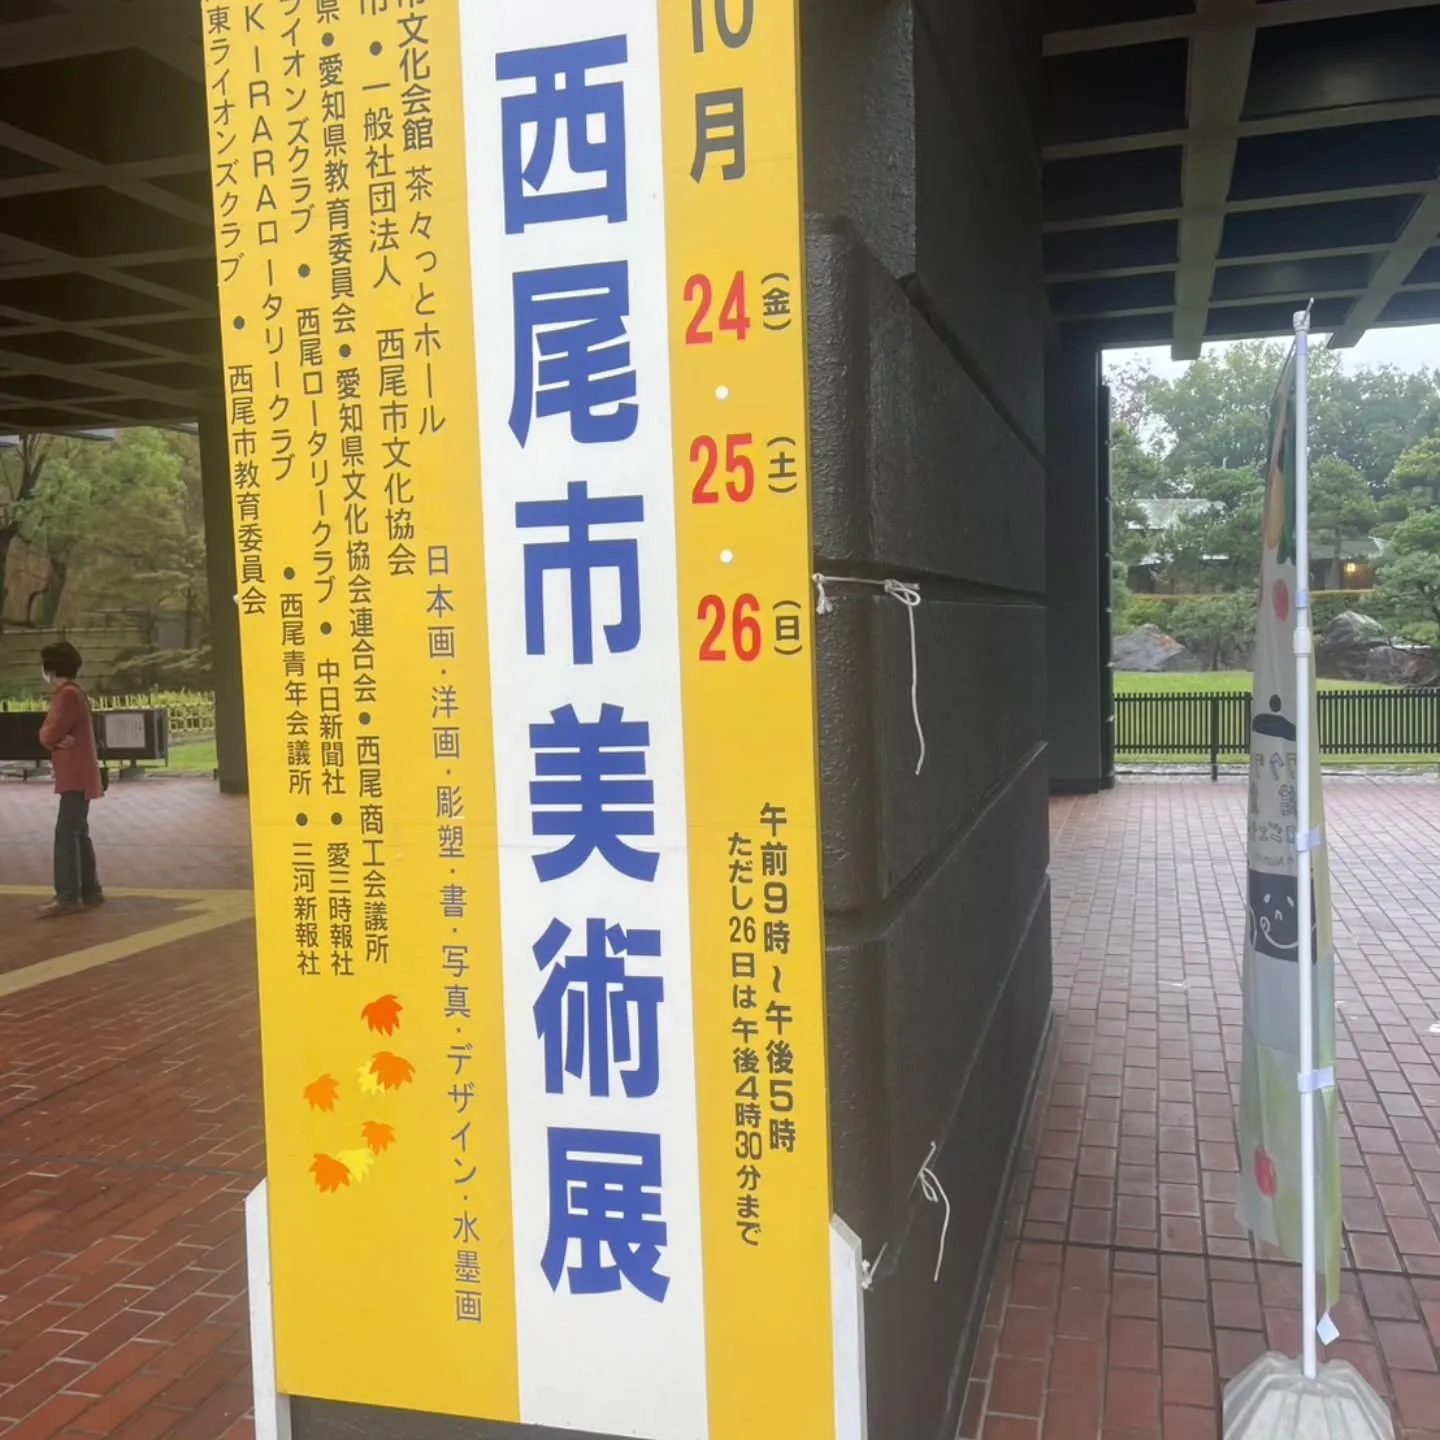 10月
24(金)・25(土)・26(日)
午前9時~午後5時
ただし26日は午後4時30分まで
西尾市美術展
日本画・洋画・彫塑・書・写真・デザイン・水墨画
市文化会館 茶々っとホール
市・一般社団法人 西尾市文化協会
県・愛知県教育委員会・愛知県文化協会連合会・西尾商工会議所
ライオンズクラブ・西尾ロータリークラブ・中日新聞社・愛三時報社
KIRARAロータリークラブ・西尾青年会議所・三河新報社
東ライオンズクラブ・西尾市教育委員会